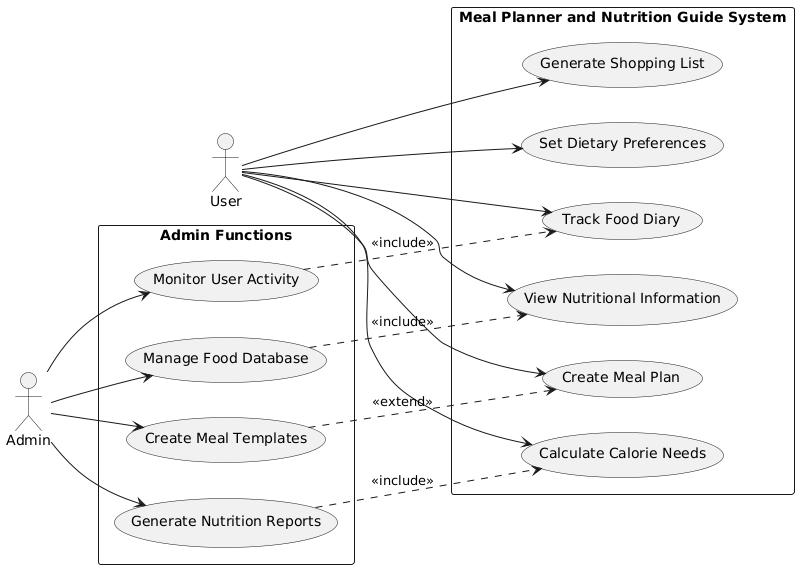 Meal Planner and Nutrition Guide System
Generate Shopping List
Set Dietary Preferences
User
Track Food Diary
Admin Functions
«include»
Monitor User Activity
View Nutritional Information
«include»
Manage Food Database
Create Meal Plan
«extend»
Admin
Create Meal Templates
Calculate Calorie Needs
«include»
Generate Nutrition Reports